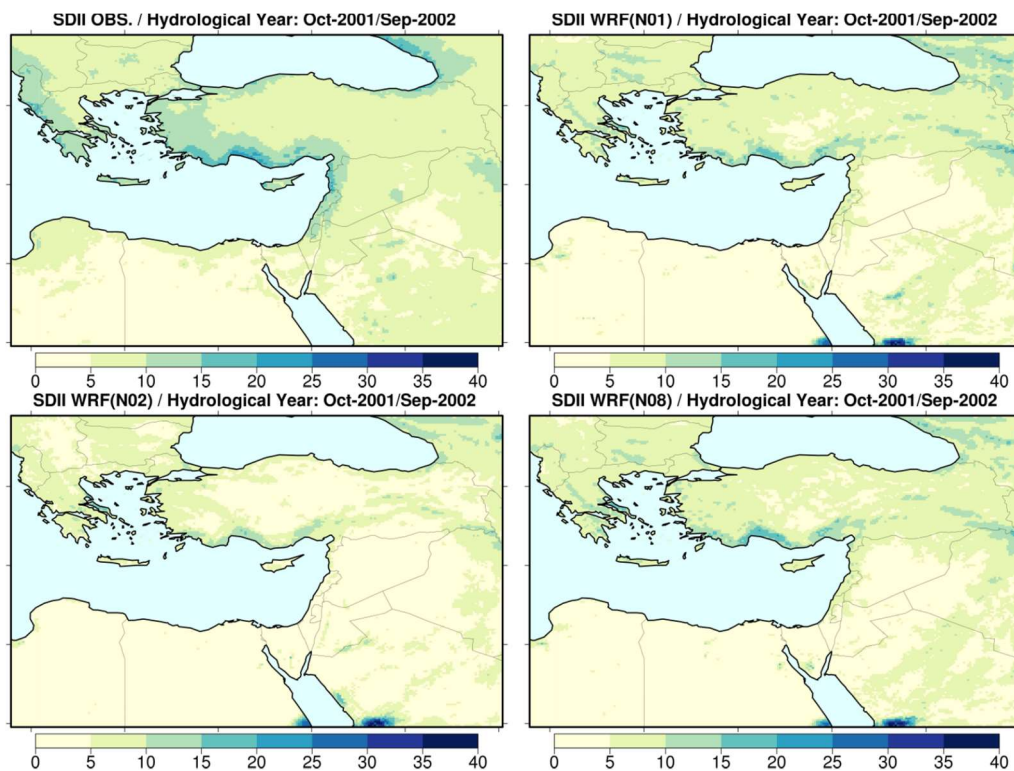 SDII OBS. / Hydrological Year: Oct-2001/Sep-2002
SDII WRF(N01) / Hydrological Year: Oct-2001/Sep-2002
0 5 10 15 20 25 30 35 40
0 5 10 15 20 25 30 35 40
SDII WRF(N02) / Hydrological Year: Oct-2001/Sep-2002
SDII WRF(N08) / Hydrological Year: Oct-2001/Sep-2002
0 5 10 15 20 25 30 35 40
0 5 10 15 20 25 30 35 40